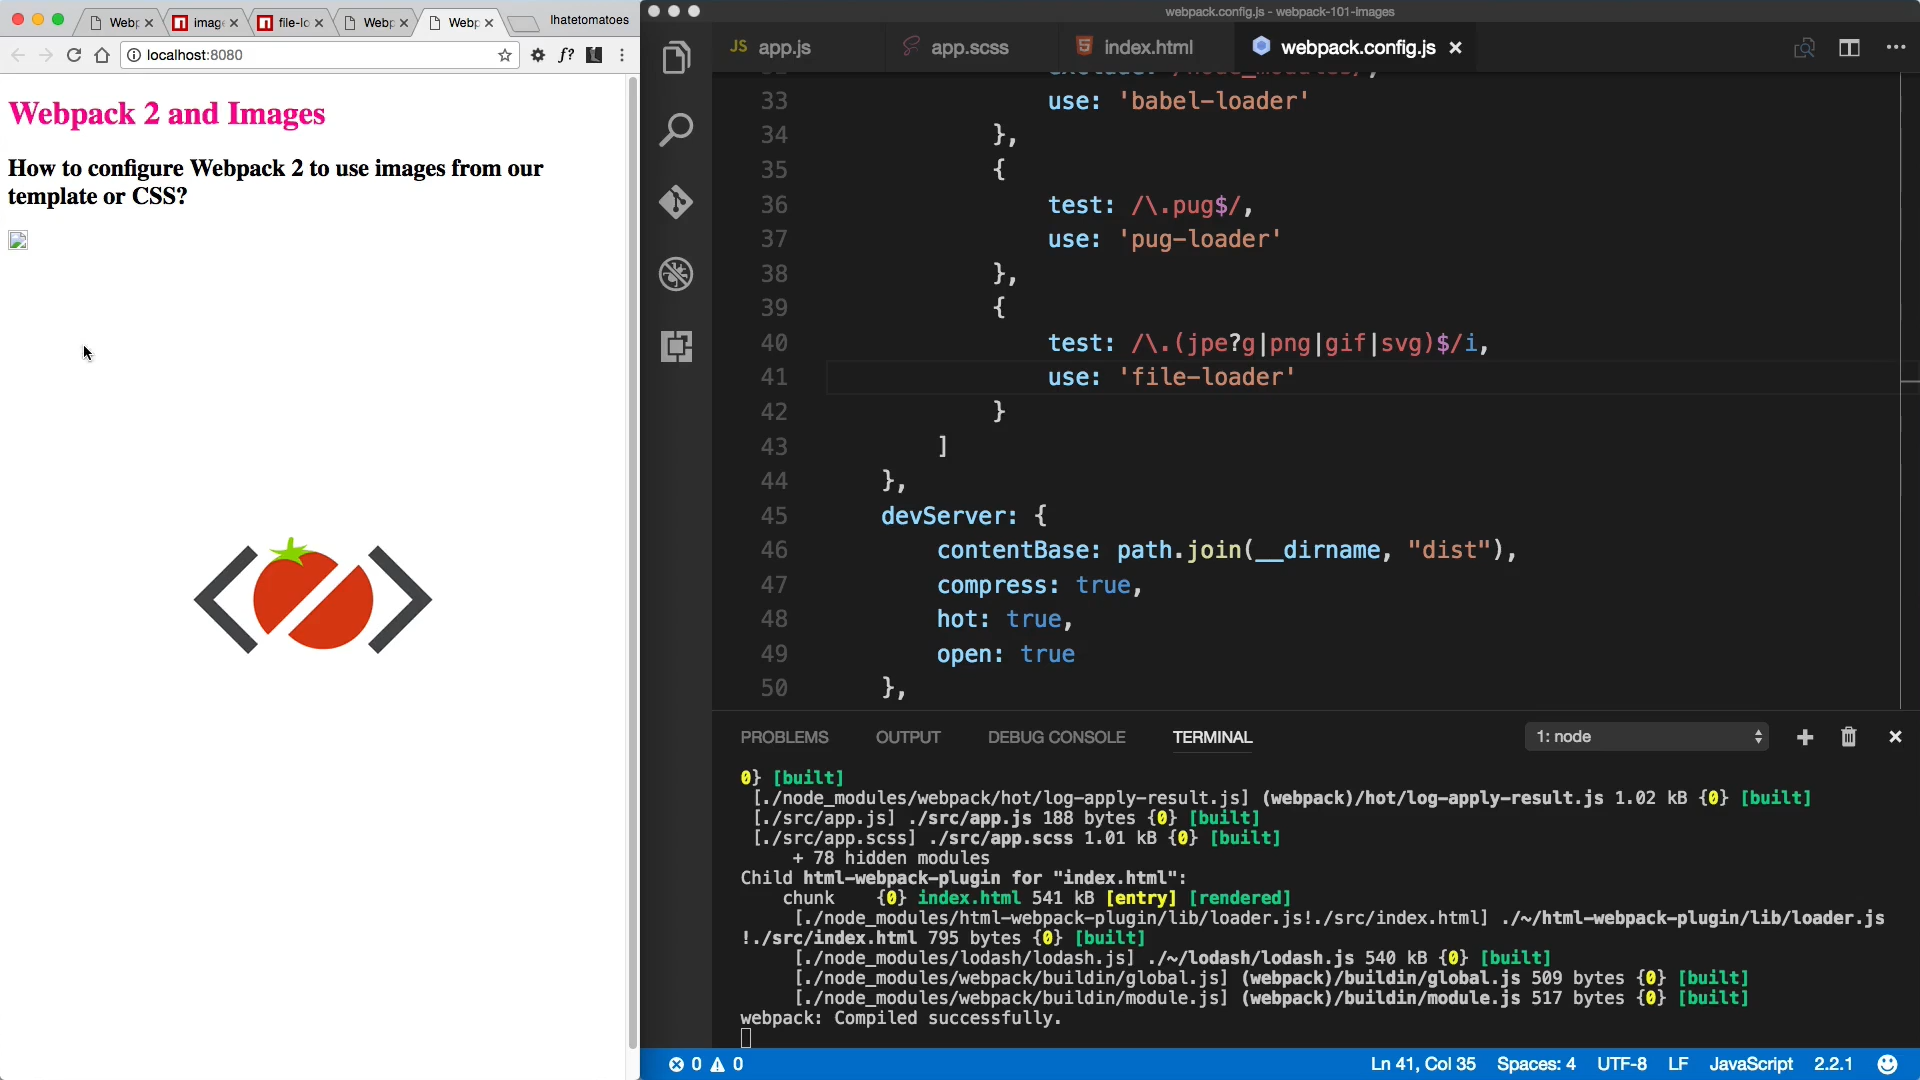 Webp
imag
file-lo
Webp
Webp
Ihatetomatoes
localhost:8080
f?
Webpack 2 and Images
How to configure Webpack 2 to use images from our
template or CSS?
webpack.config.js - webpack-101-images
JS app.js
app.scss
index.html
webpack.config.js
33 use: 'babel-loader'
34 },
35 {
36 test: /\.pug$/,
37 use: 'pug-loader'
38 },
39 {
40 test: /\.(jpe?g|png|gif|svg)$/i,
41 use: 'file-loader'
42 }
43 ]
44 },
45 devServer: {
46 contentBase: path.join(__dirname, "dist"),
47 compress: true,
48 hot: true,
49 open: true
50 },
PROBLEMS OUTPUT DEBUG CONSOLE TERMINAL 1: node
0} [built]
[./node_modules/webpack/hot/log-apply-result.js] (webpack)/hot/log-apply-result.js 1.02 kB {0} [built]
[./src/app.js] ./src/app.js 188 bytes {0} [built]
[./src/app.scss] ./src/app.scss 1.01 kB {0} [built]
+ 78 hidden modules
Child html-webpack-plugin for "index.html":
chunk {0} index.html 541 kB [entry] [rendered]
[./node_modules/html-webpack-plugin/lib/loader.js!./src/index.html] ./~/html-webpack-plugin/lib/loader.js
!./src/index.html 795 bytes {0} [built]
[./node_modules/lodash/lodash.js] ./~/lodash/lodash.js 540 kB {0} [built]
[./node_modules/webpack/buildin/global.js] (webpack)/buildin/global.js 509 bytes {0} [built]
[./node_modules/webpack/buildin/module.js] (webpack)/buildin/module.js 517 bytes {0} [built]
webpack: Compiled successfully.
0 0 Ln 41, Col 35 Spaces: 4 UTF-8 LF JavaScript 2.2.1